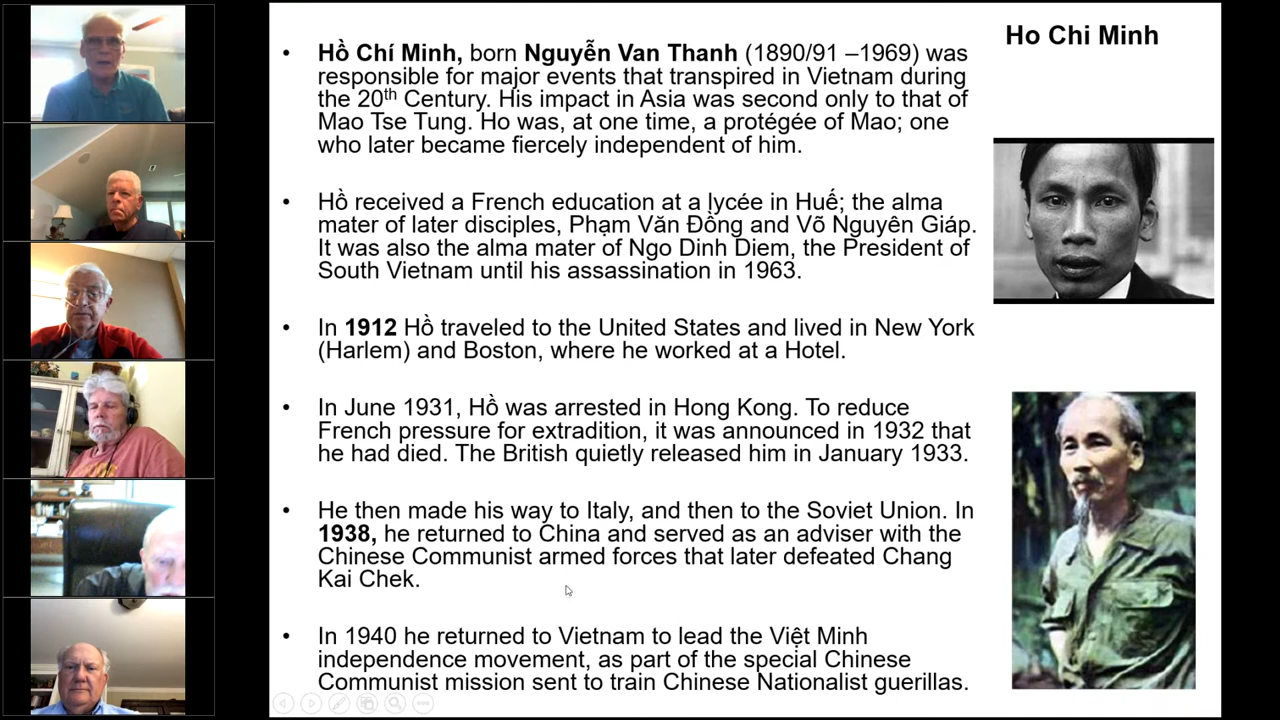 Ho Chi Minh
• Hồ Chí Minh, born Nguyễn Van Thanh (1890/91 –1969) was
responsible for major events that transpired in Vietnam during
the 20th Century. His impact in Asia was second only to that of
Mao Tse Tung. Ho was, at one time, a protégée of Mao; one
who later became fiercely independent of him.
• Hồ received a French education at a lycée in Huế; the alma
mater of later disciples, Phạm Văn Đồng and Võ Nguyên Giáp.
It was also the alma mater of Ngo Dinh Diem, the President of
South Vietnam until his assassination in 1963.
• In 1912 Hồ traveled to the United States and lived in New York
(Harlem) and Boston, where he worked at a Hotel.
• In June 1931, Hồ was arrested in Hong Kong. To reduce
French pressure for extradition, it was announced in 1932 that
he had died. The British quietly released him in January 1933.
• He then made his way to Italy, and then to the Soviet Union. In
1938, he returned to China and served as an adviser with the
Chinese Communist armed forces that later defeated Chang
Kai Chek.
• In 1940 he returned to Vietnam to lead the Việt Minh
independence movement, as part of the special Chinese
Communist mission sent to train Chinese Nationalist guerillas.